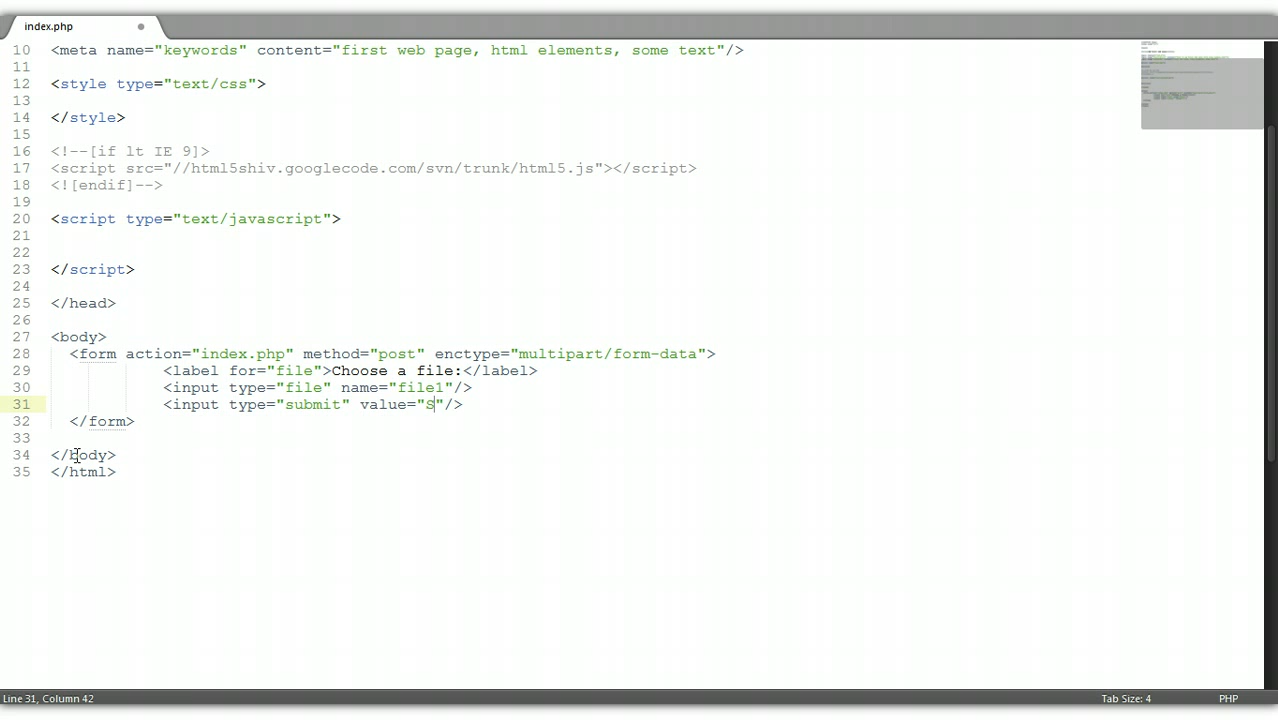 index.php
10 <meta name="keywords" content="first web page, html elements, some text"/>
11
12 <style type="text/css">
13
14 </style>
15
16 <!--[if lt IE 9]>
17 <script src="//html5shiv.googlecode.com/svn/trunk/html5.js"></script>
18 <![endif]-->
19
20 <script type="text/javascript">
21
22
23 </script>
24
25 </head>
26
27 <body>
28 <form action="index.php" method="post" enctype="multipart/form-data">
29 <label for="file">Choose a file:</label>
30 <input type="file" name="file1"/>
31 <input type="submit" value="S"/>
32 </form>
33
34 </body>
35 </html>
Line 31, Column 42
Tab Size: 4
PHP